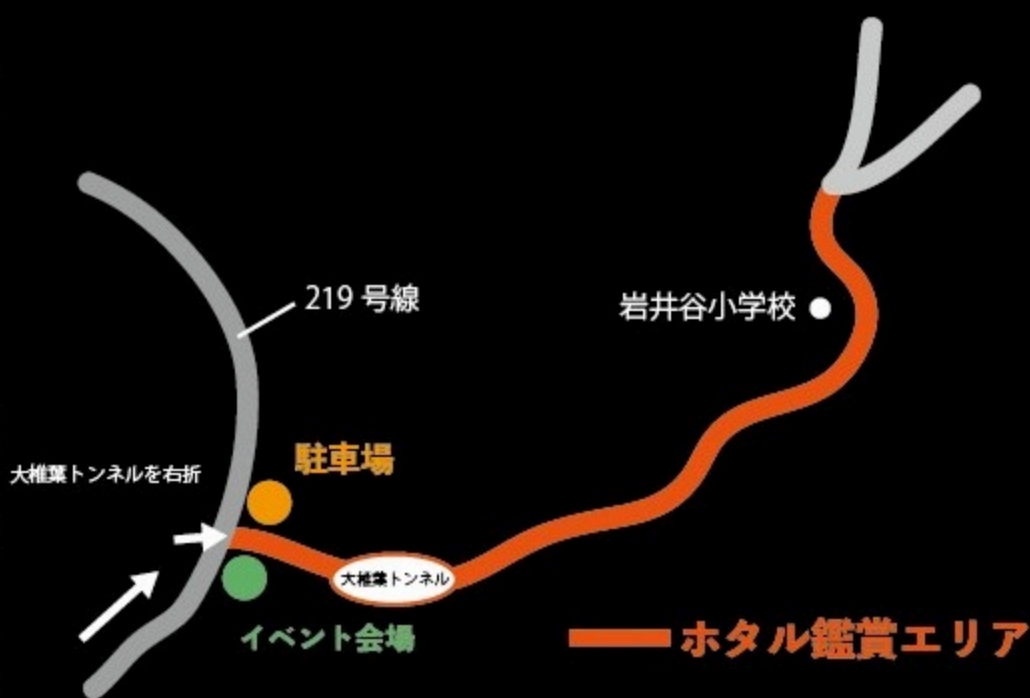 219 号線
岩井谷小学校
駐車場
大椎葉トンネルを右折
大椎葉トンネル
イベント会場
ホタル鑑賞エリア